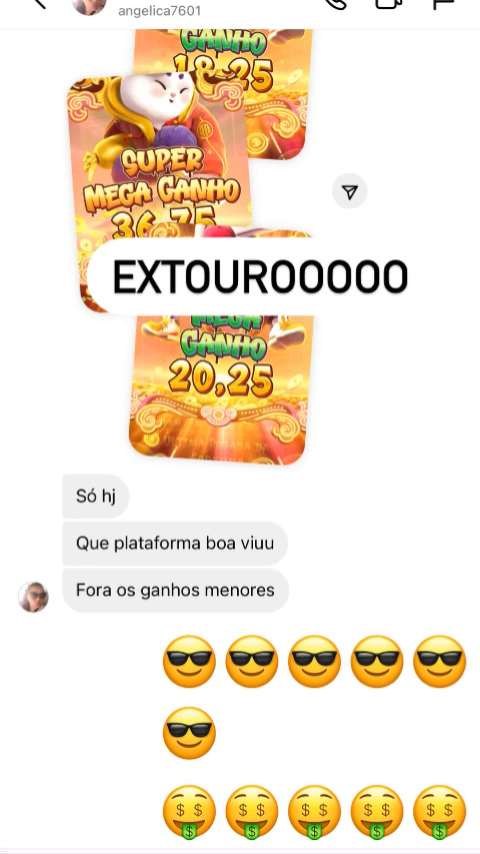 angelica7601
GANHO
18,25
SUPER
MEGA GANHO
36,75
EXTOUROOOOO
MEGA
GANHO
20,25
Só hj
Que plataforma boa viuu
Fora os ganhos menores